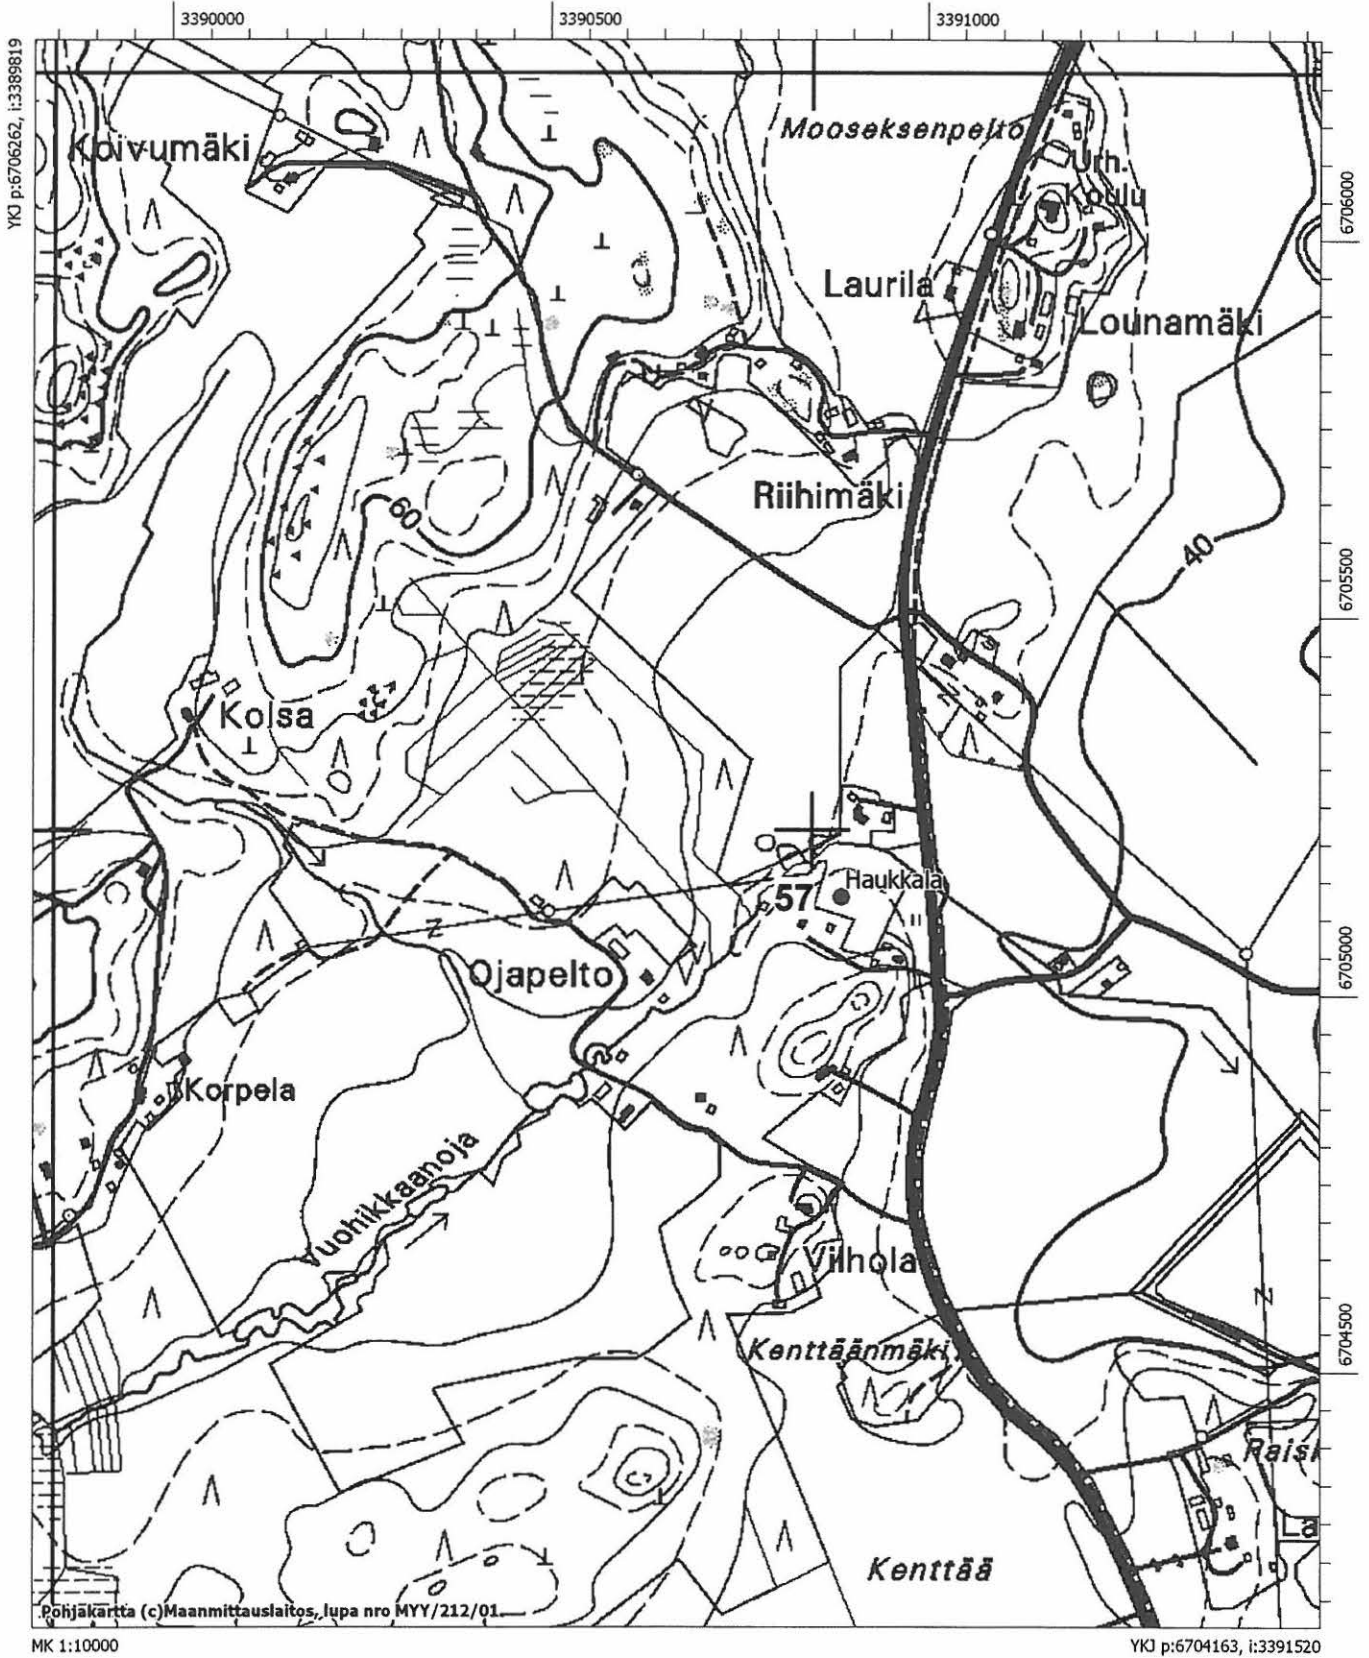 3390000
3390500
3391000
YKJ p:6706262, i:3389819
Mooseksenpelto
Koivumäki
Urh.
Koulu
6706000
Laurila
Lounamäki
Riihimäki
60
40
6705500
Kolsa
57
Haukkala
Ojapelto
6705000
Korpela
Vuohikkaanoja
Vilhola
Kenttäänmäki
6704500
Raisi
La
Kenttää
Pohjäkartta (c)Maanmittauslaitos, lupa nro MYY/212/01
MK 1:10000
YKJ p:6704163, i:3391520